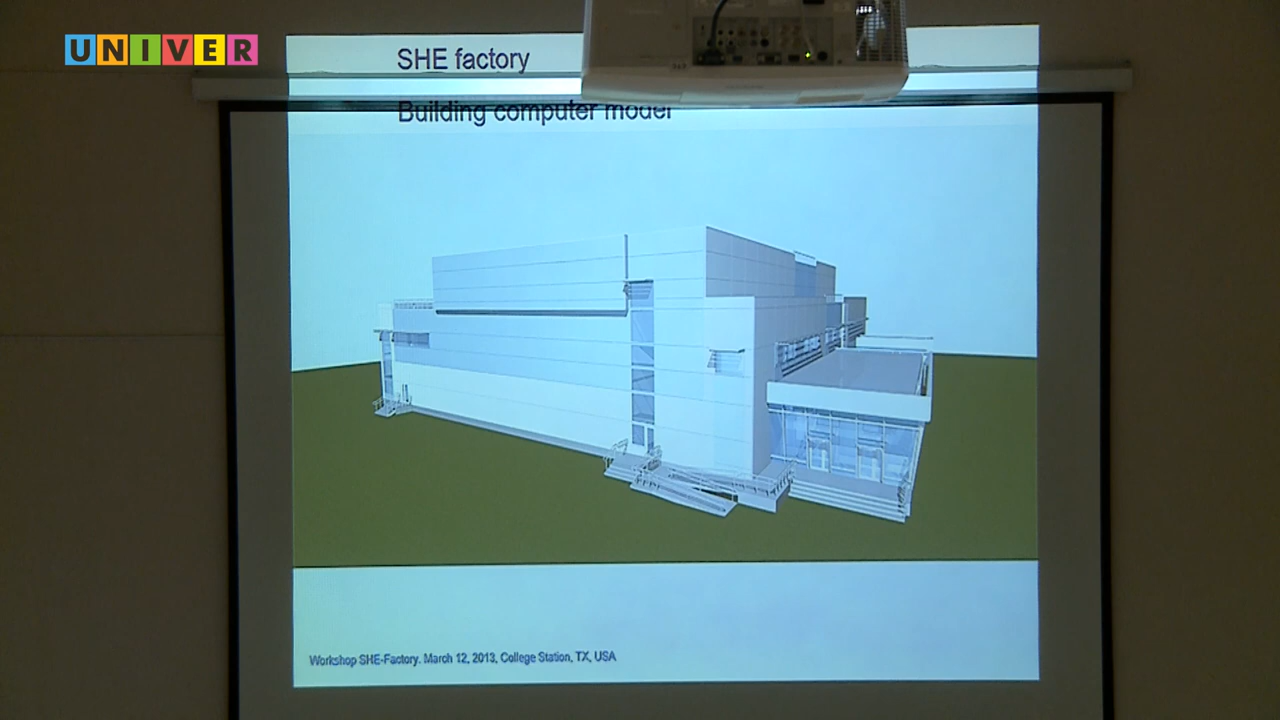 UNIVER
SHE factory
Building computer model
Workshop SHE-Factory. March 12, 2013, College Station, TX, USA